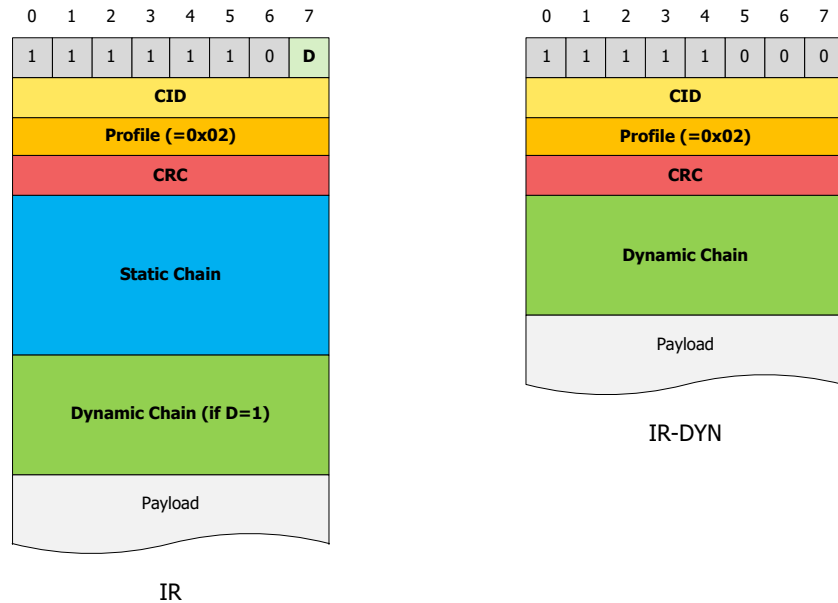 0 1 2 3 4 5 6 7
1 1 1 1 1 1 0 D
CID
Profile (=0x02)
CRC
Static Chain
Dynamic Chain (if D=1)
Payload
IR
0 1 2 3 4 5 6 7
1 1 1 1 1 0 0 0
CID
Profile (=0x02)
CRC
Dynamic Chain
Payload
IR-DYN